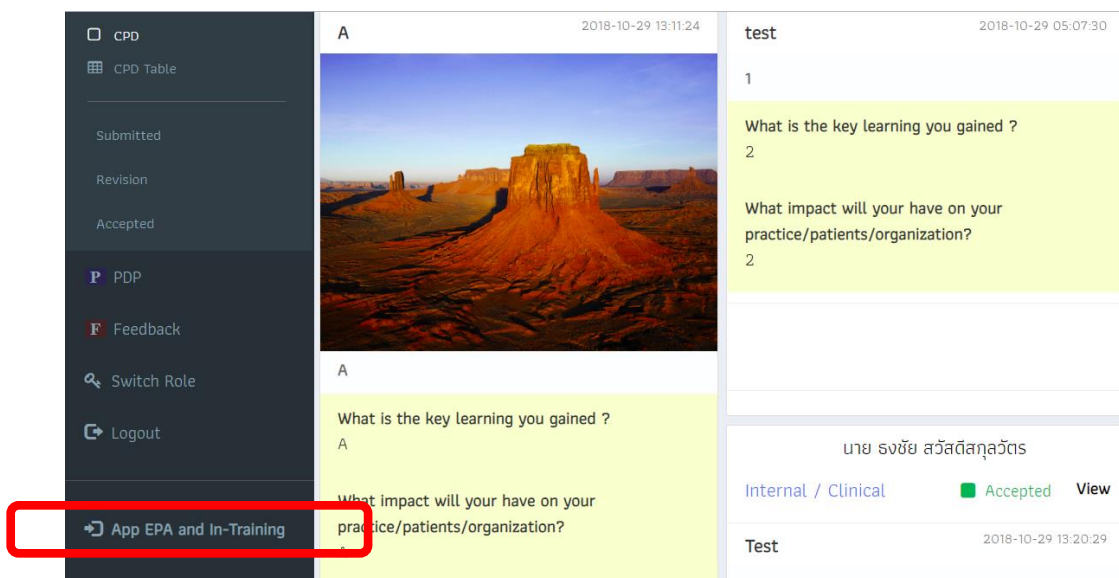 CPD
CPD Table
Submitted
Revision
Accepted
P PDP
F Feedback
Switch Role
Logout
App EPA and In-Training
A
2018-10-29 13:11:24
A
What is the key learning you gained ?
A
What impact will your have on your
practice/patients/organization?
test
2018-10-29 05:07:30
1
What is the key learning you gained ?
2
What impact will your have on your
practice/patients/organization?
2
นาย ธงชัย สวัสดีสกุลวัตร
Internal / Clinical
Accepted
View
Test
2018-10-29 13:20:29